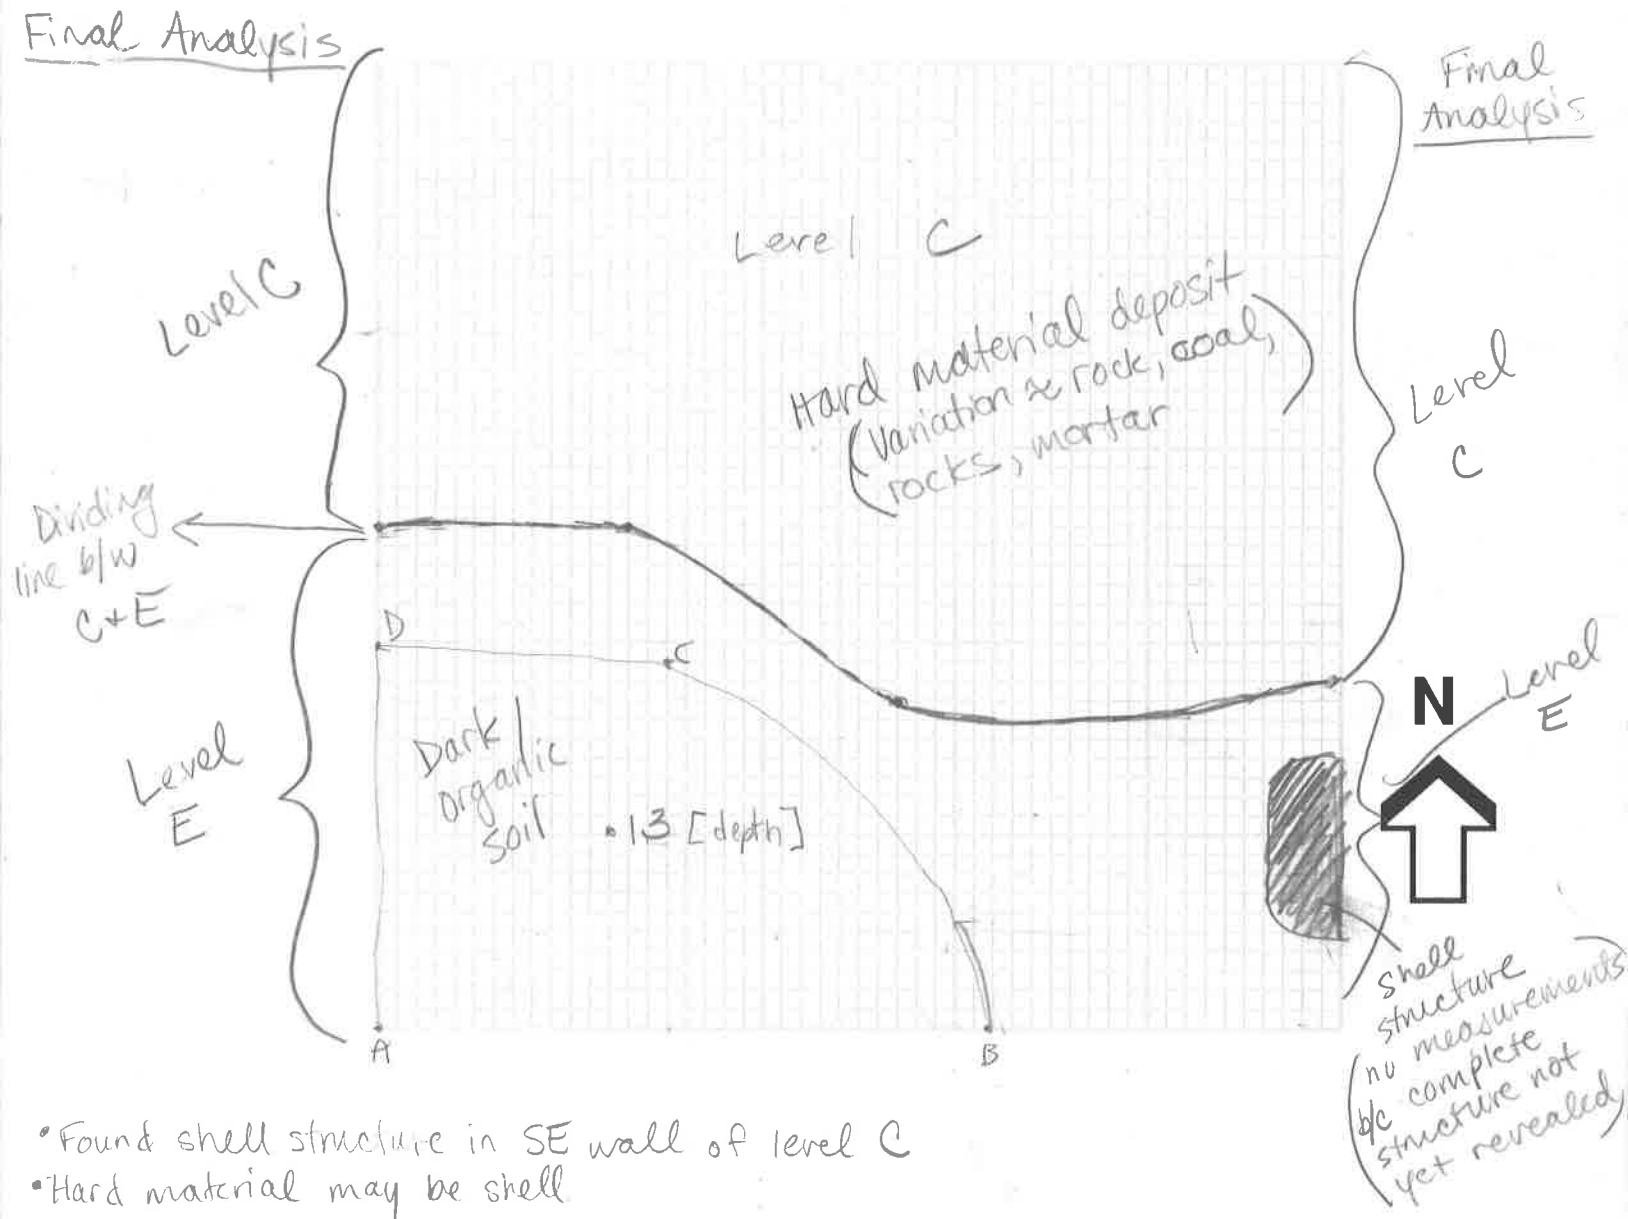 Final Analysis
Final
Analysis
Level C
Level C
Hard material deposit
(Variation ≈ rock, coal,
rocks, mortar)
Level
C
Dividing
line b/w
C + E
D
C
Dark
organic
soil
.13 [depth]
Level
E
N
Level
E
A
B
shell
structure
(no measurements
b/c complete
structure not
yet revealed)
• Found shell structure in SE wall of level C
• Hard material may be shell